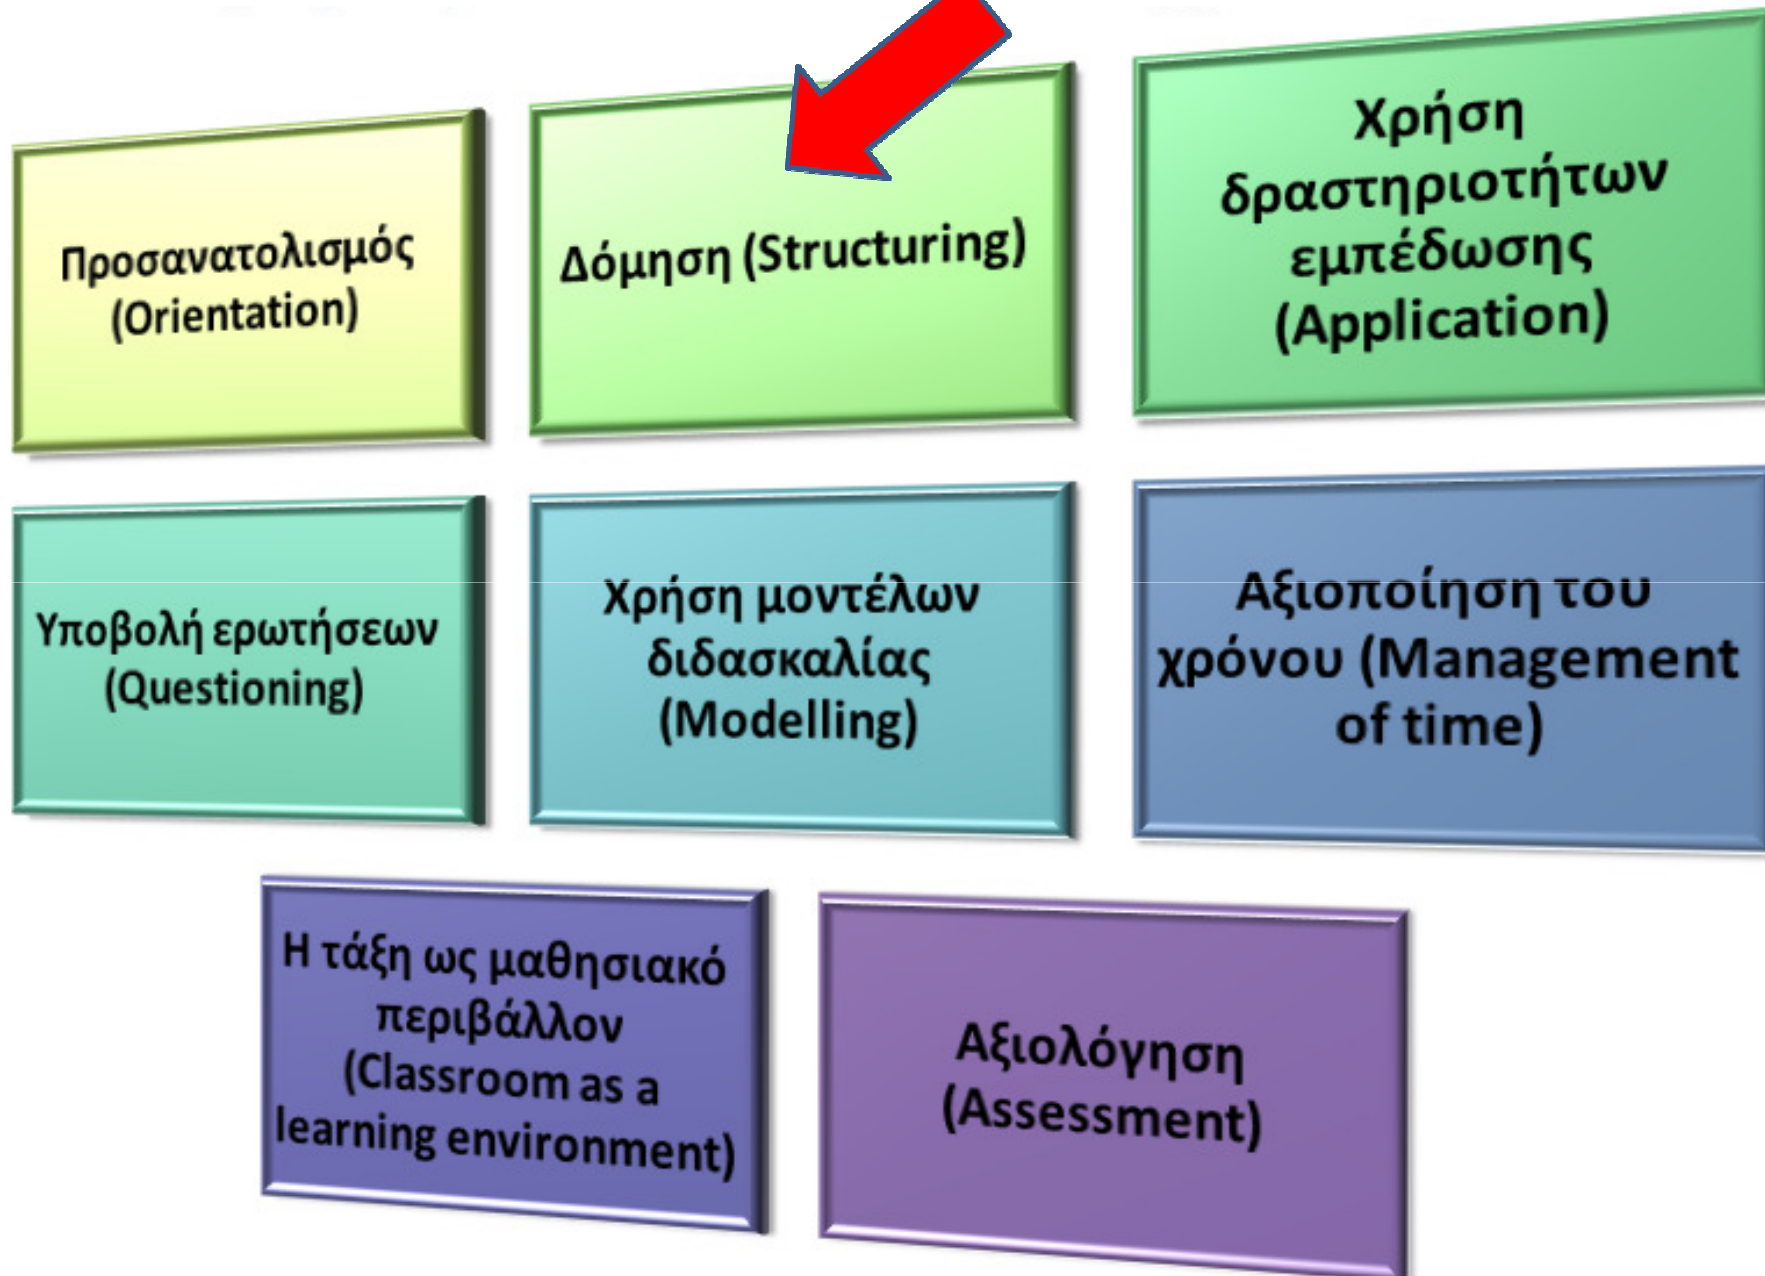 Προσανατολισμός
(Orientation)
Δόμηση (Structuring)
Χρήση
δραστηριοτήτων
εμπέδωσης
(Application)
Υποβολή ερωτήσεων
(Questioning)
Χρήση μοντέλων
διδασκαλίας
(Modelling)
Αξιοποίηση του
χρόνου (Management
of time)
Η τάξη ως μαθησιακό
περιβάλλον
(Classroom as a
learning environment)
Αξιολόγηση
(Assessment)